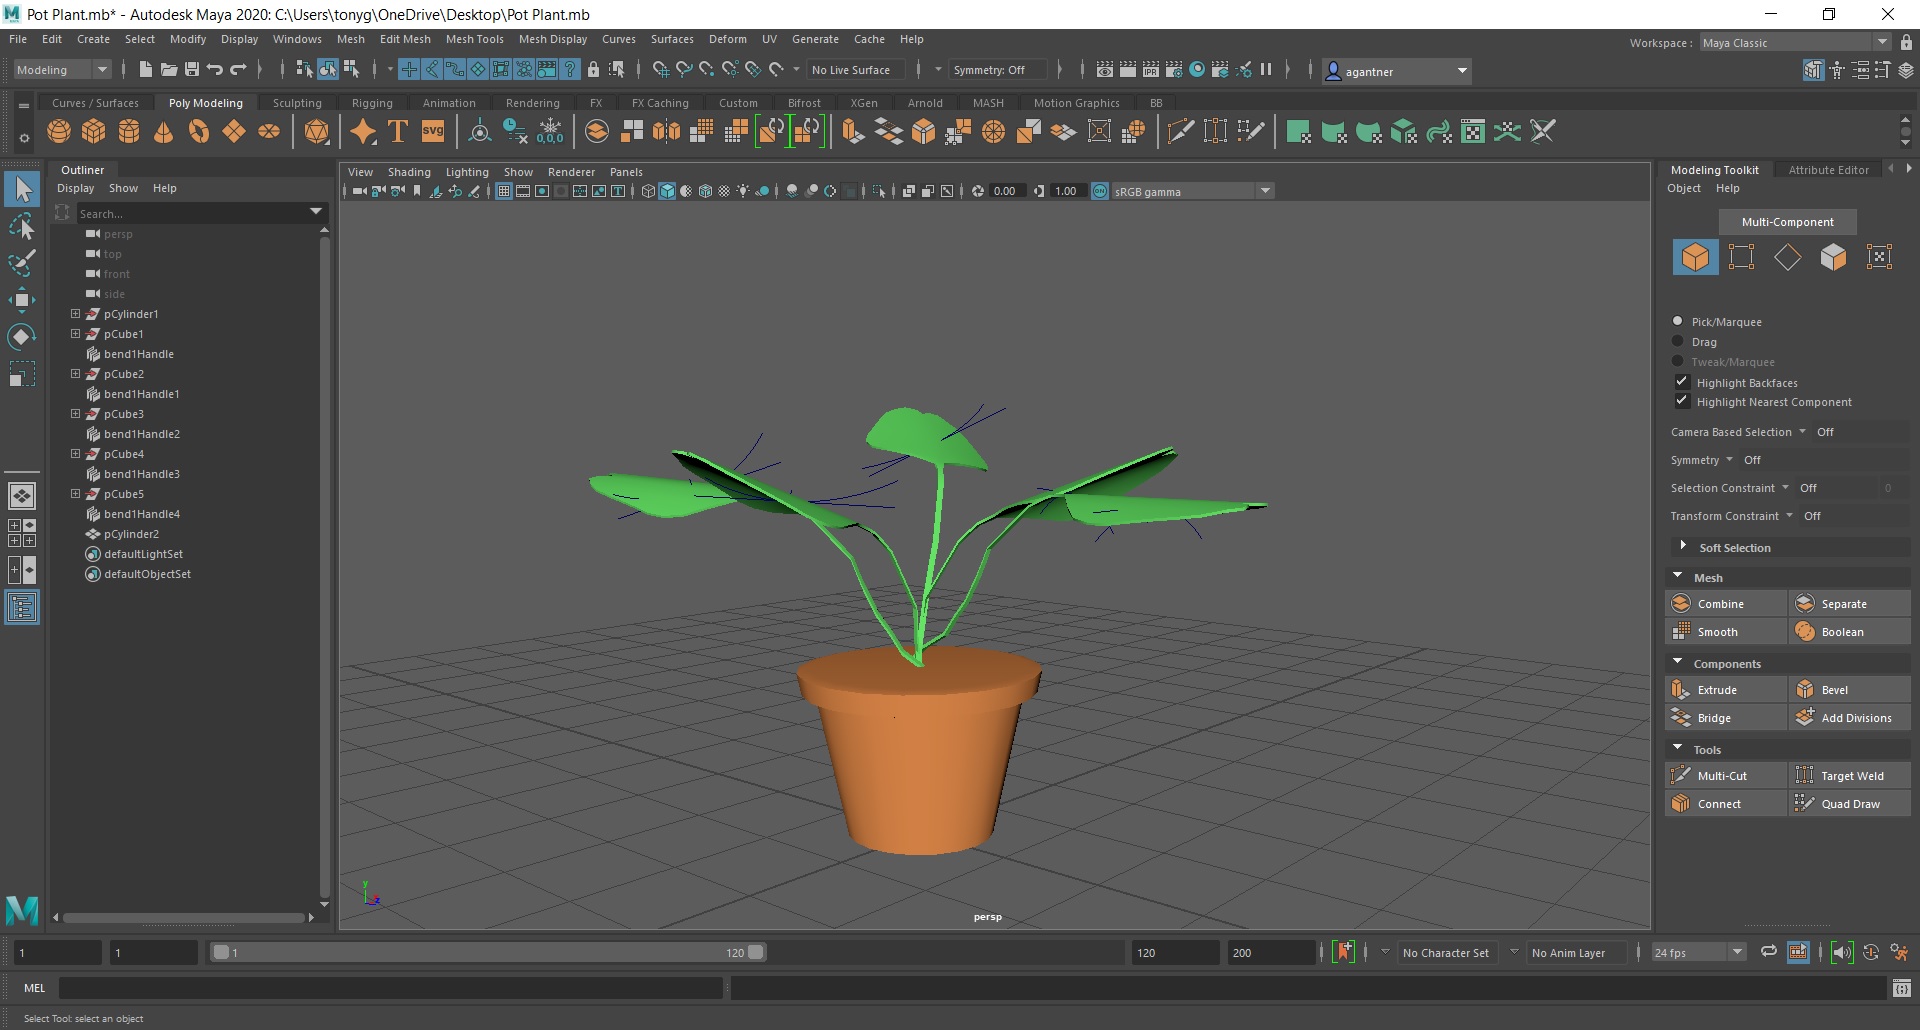 Pot Plant.mb* - Autodesk Maya 2020: C:\Users\tonyg\OneDrive\Desktop\Pot Plant.mb
File Edit Create Select Modify Display Windows Mesh Edit Mesh Mesh Tools Mesh Display Curves Surfaces Deform UV Generate Cache Help
Workspace : Maya Classic
Modeling No Live Surface Symmetry: Off agantner
Curves / Surfaces Poly Modeling Sculpting Rigging Animation Rendering FX FX Caching Custom Bifrost XGen Arnold MASH Motion Graphics BB
T SVG 0,0,0
Outliner
Display Show Help
Search...
persp
top
front
side
pCylinder1
pCube1
bend1Handle
pCube2
bend1Handle1
pCube3
bend1Handle2
pCube4
bend1Handle3
pCube5
bend1Handle4
pCylinder2
defaultLightSet
defaultObjectSet
View Shading Lighting Show Renderer Panels
0.00 1.00 ON sRGB gamma
y
z
persp
Modeling Toolkit Attribute Editor
Object Help
Multi-Component
Pick/Marquee
Drag
Tweak/Marquee
Highlight Backfaces
Highlight Nearest Component
Camera Based Selection Off
Symmetry Off
Selection Constraint Off 0
Transform Constraint Off
Soft Selection
Mesh
Combine Separate
Smooth Boolean
Components
Extrude Bevel
Bridge Add Divisions
Tools
Multi-Cut Target Weld
Connect Quad Draw
1 1 1 120 120 200 No Character Set No Anim Layer 24 fps
MEL
Select Tool: select an object